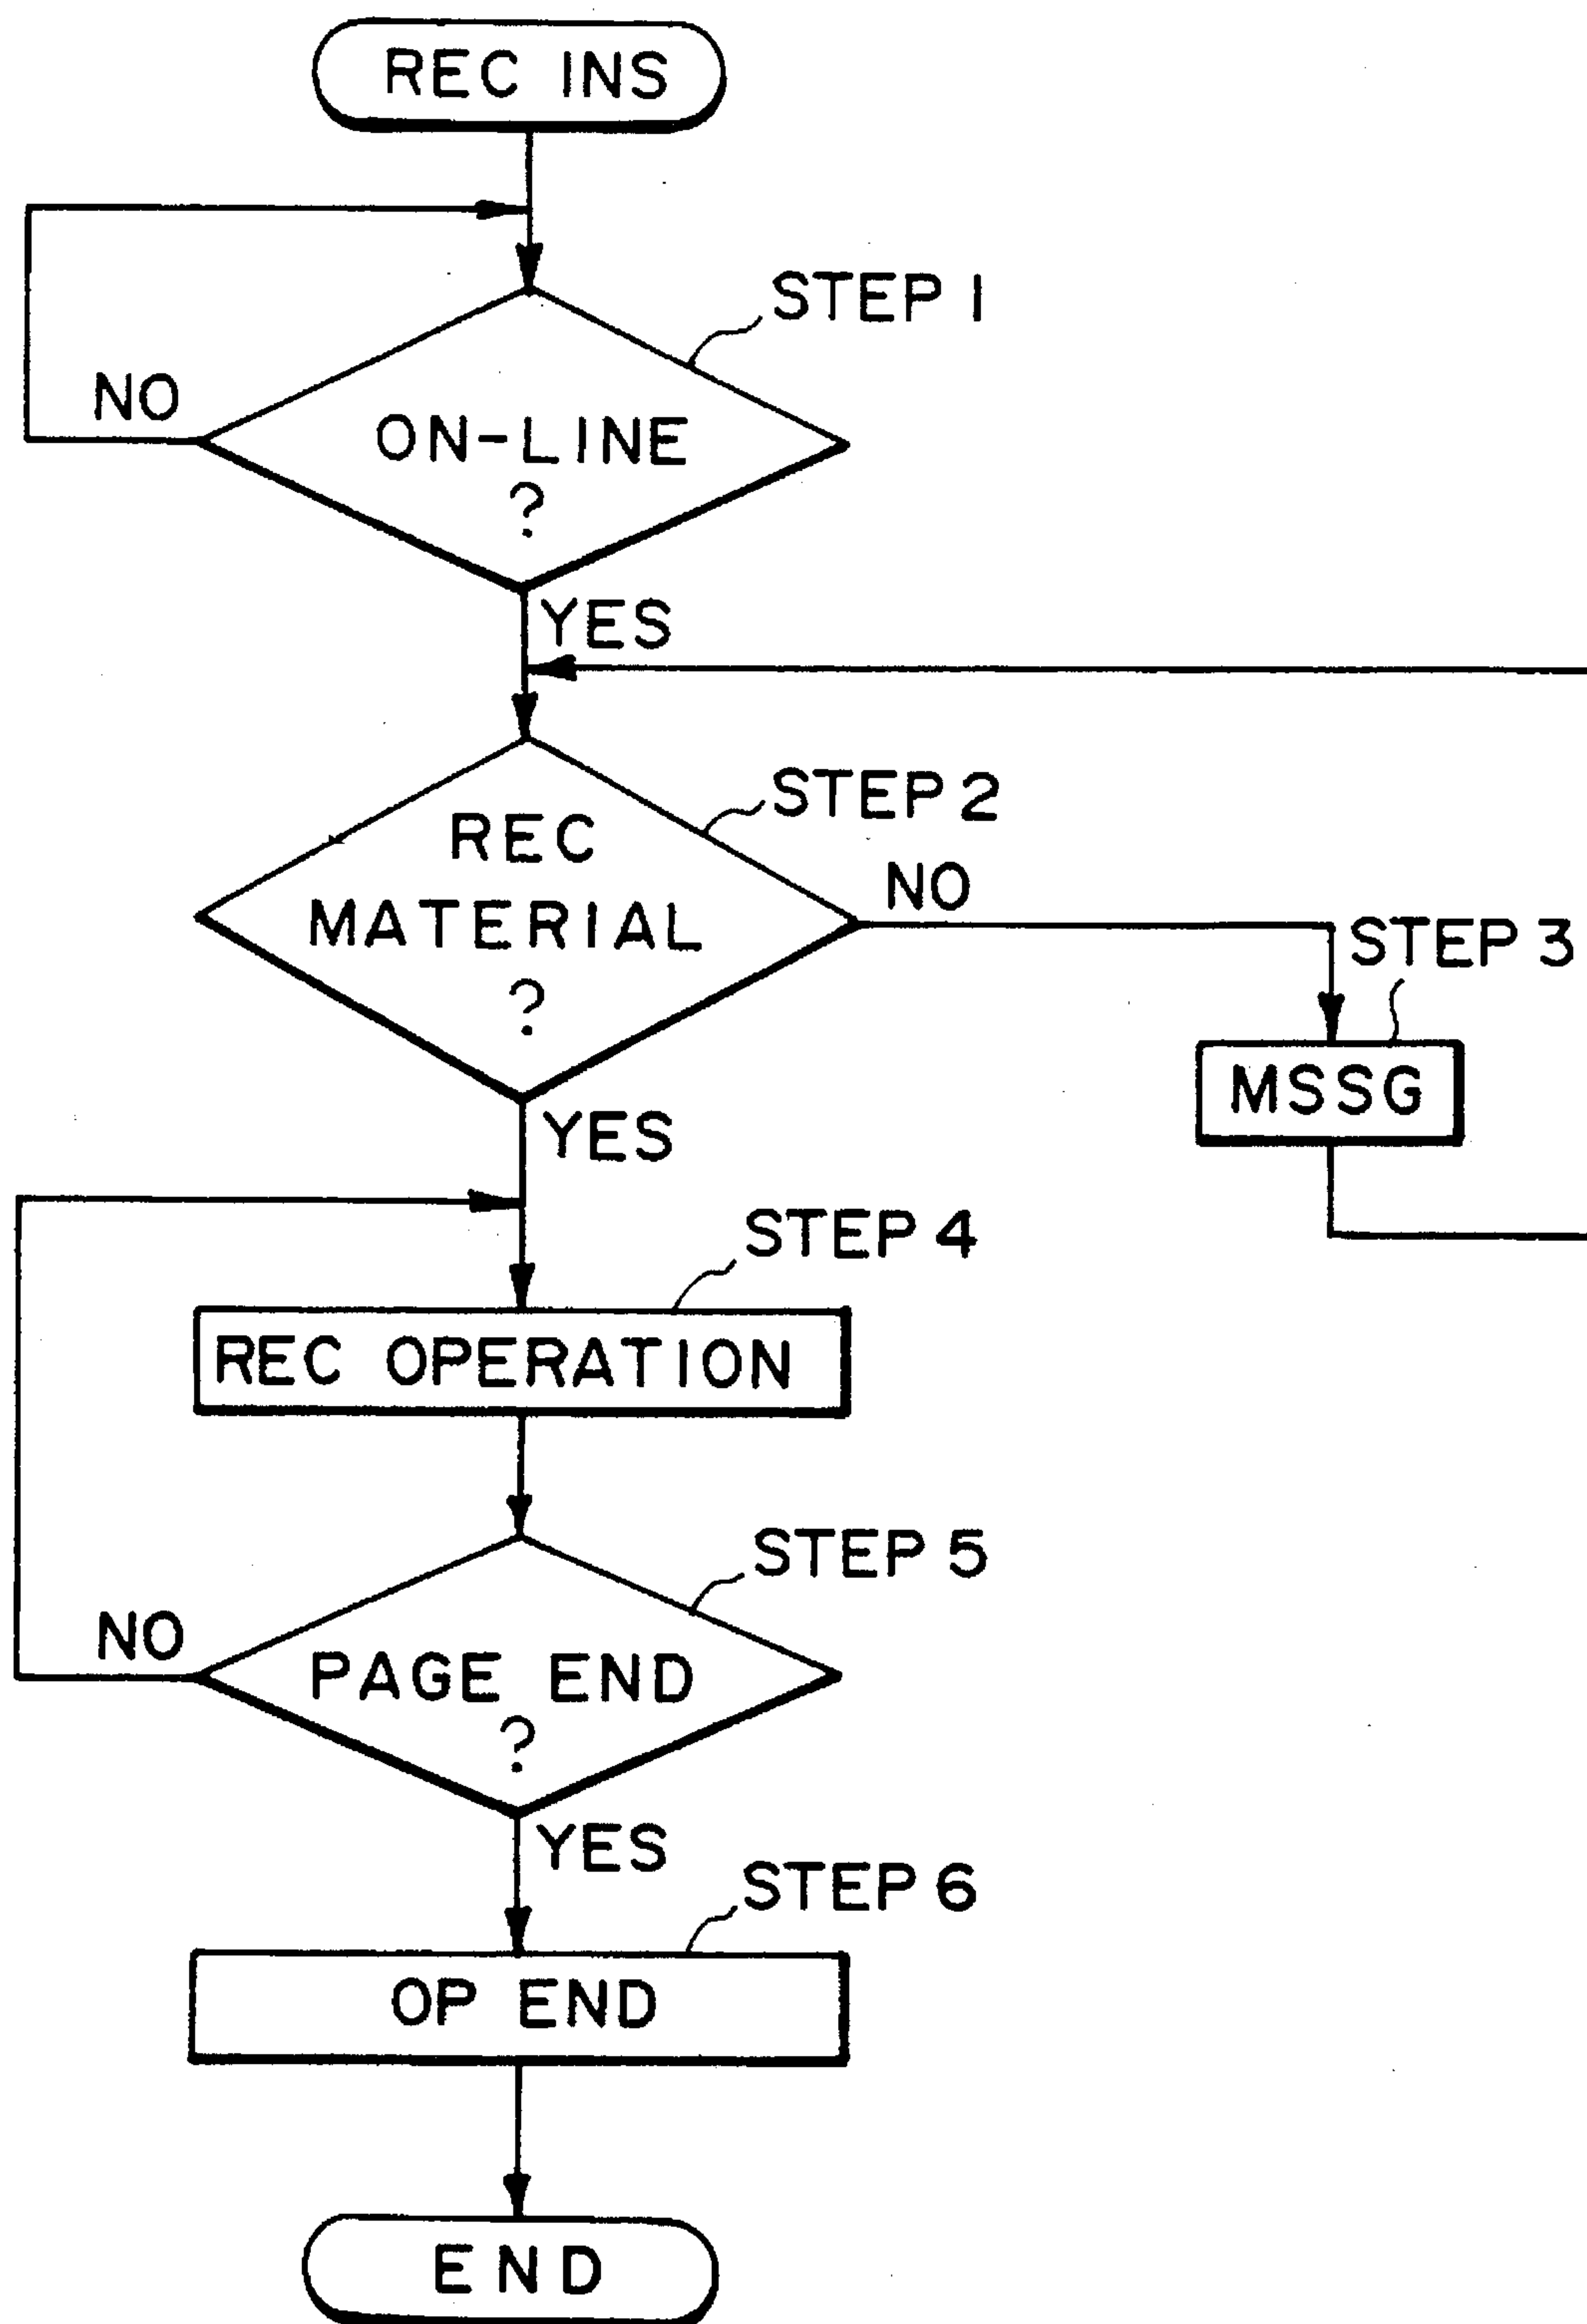 REC INS
STEP 1
NO
ON-LINE
?
YES
STEP 2
REC
MATERIAL
?
NO
STEP 3
MSSG
YES
STEP 4
REC OPERATION
STEP 5
NO
PAGE END
?
YES
STEP 6
OP END
END